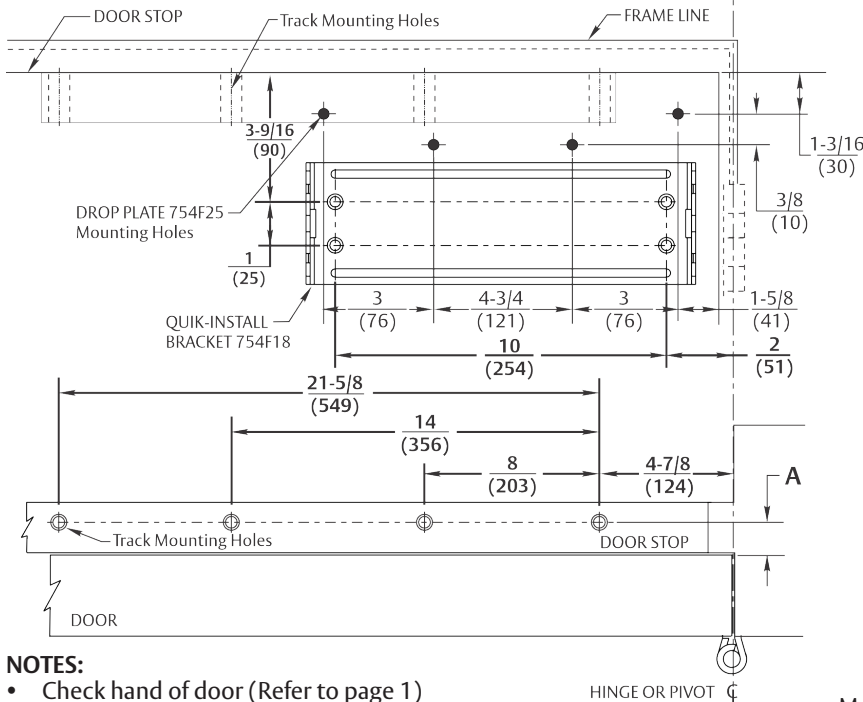 DOOR STOP
Track Mounting Holes
FRAME LINE
3-9/16
(90)
1-3/16
(30)
3/8
(10)
DROP PLATE 754F25
Mounting Holes
1
(25)
QUIK-INSTALL
BRACKET 754F18
3
(76)
4-3/4
(121)
3
(76)
1-5/8
(41)
10
(254)
2
(51)
21-5/8
(549)
14
(356)
8
(203)
4-7/8
(124)
A
Track Mounting Holes
DOOR STOP
DOOR
NOTES:
• Check hand of door (Refer to page 1)
HINGE OR PIVOT ℄